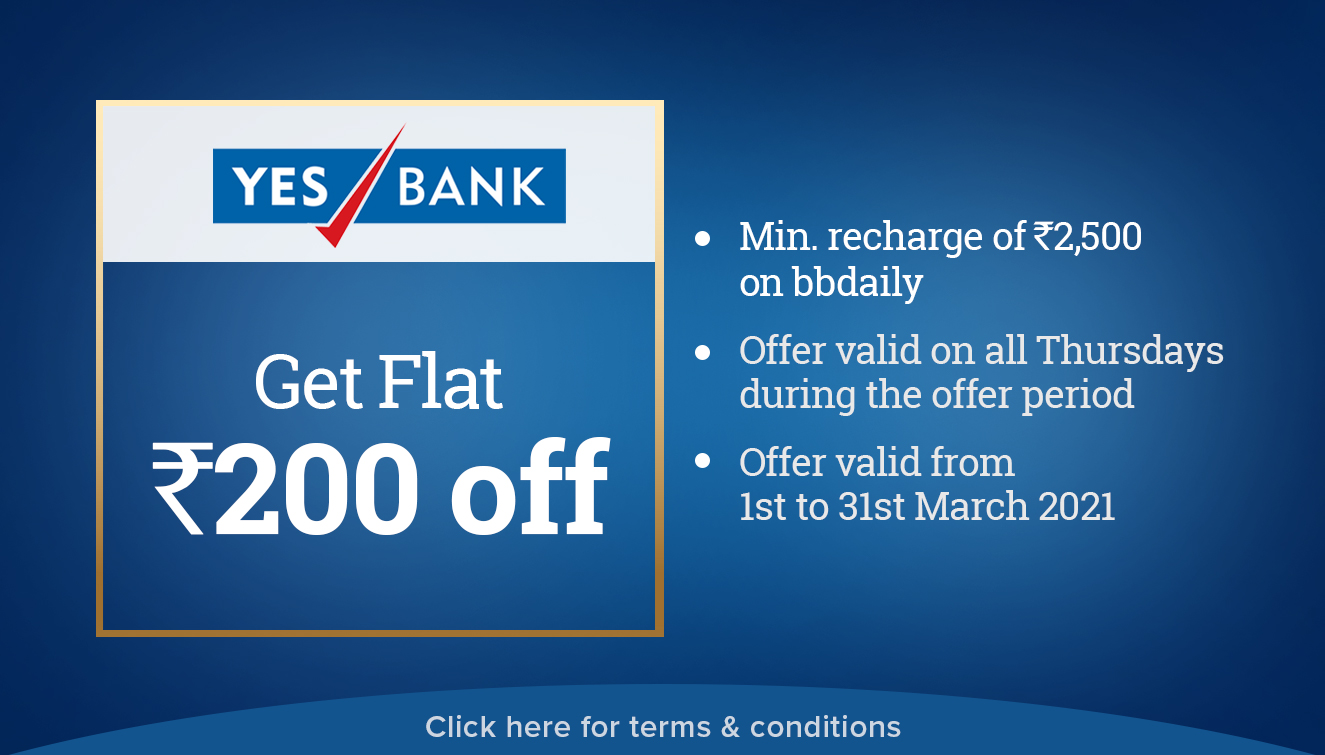 YES BANK
Get Flat
₹200 off
• Min. recharge of ₹2,500
on bbdaily
• Offer valid on all Thursdays
during the offer period
• Offer valid from
1st to 31st March 2021
Click here for terms & conditions